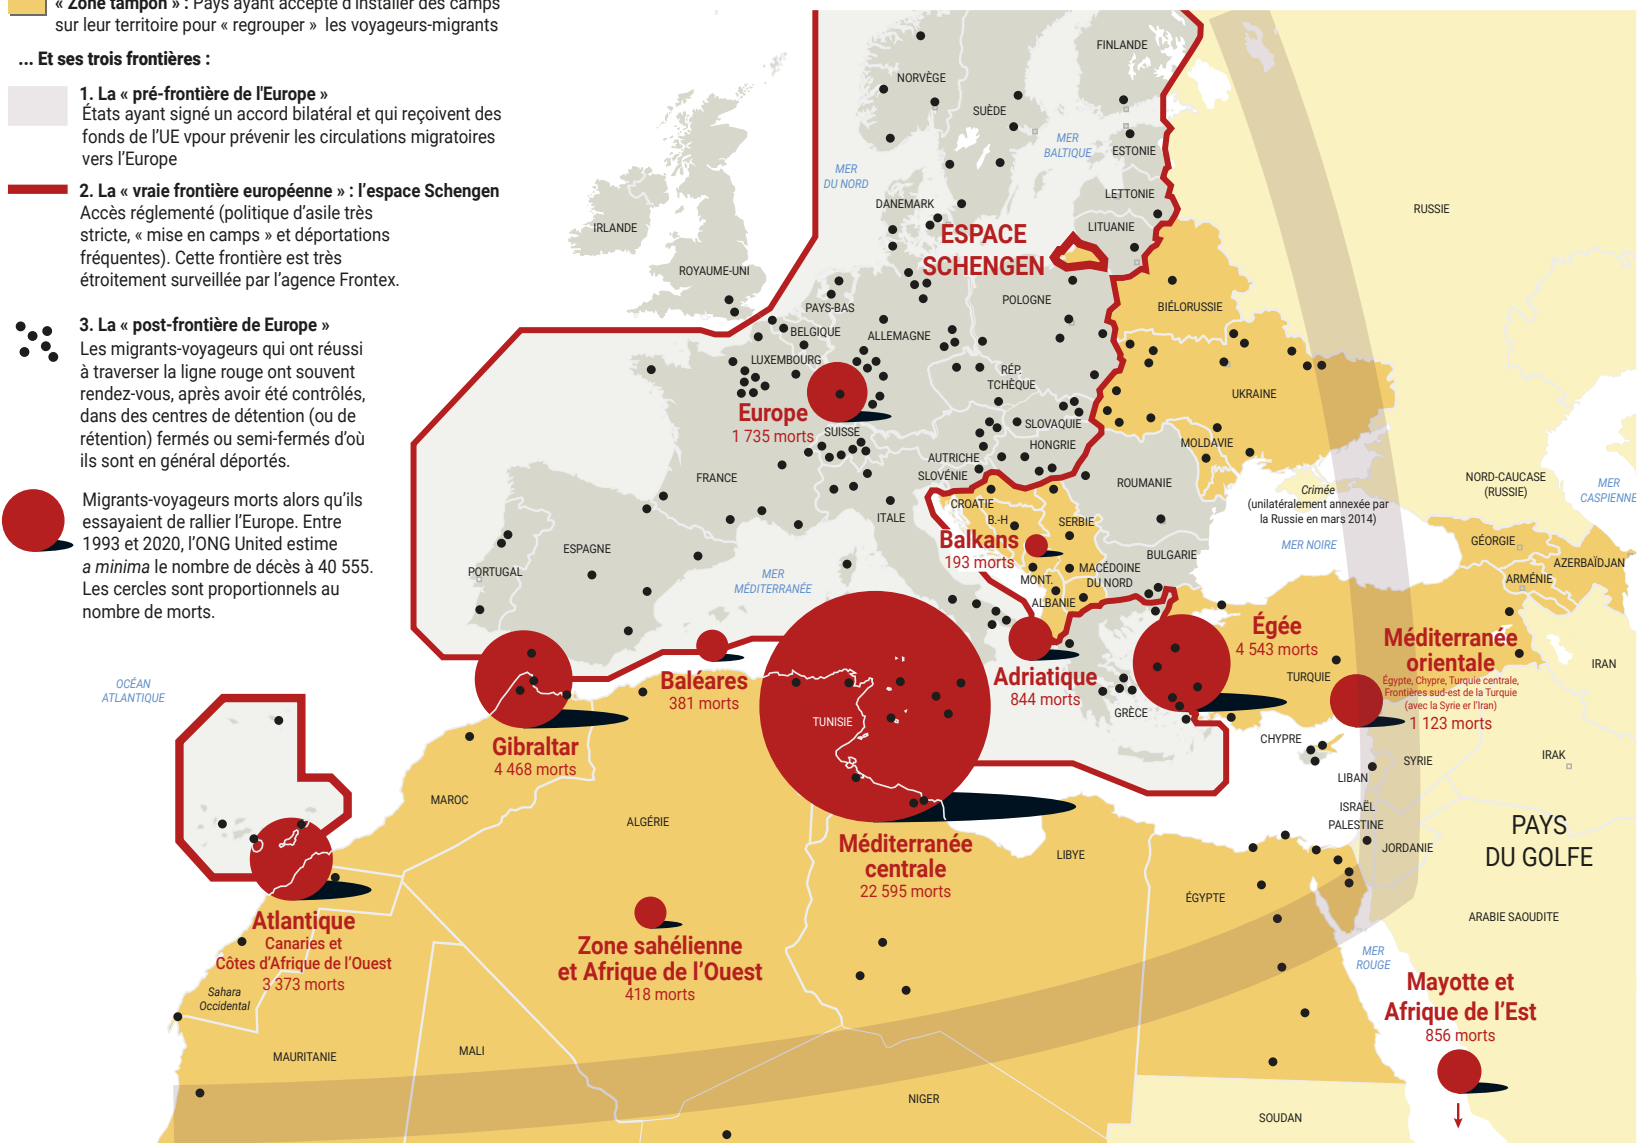 « Zone tampon » : Pays ayant accepté d'installer des camps
sur leur territoire pour « regrouper » les voyageurs-migrants
... Et ses trois frontières :
1. La « pré-frontière de l'Europe »
États ayant signé un accord bilatéral et qui reçoivent des
fonds de l'UE vpour prévenir les circulations migratoires
vers l'Europe
2. La « vraie frontière européenne » : l'espace Schengen
Accès réglementé (politique d'asile très
stricte, « mise en camps » et déportations
fréquentes). Cette frontière est très
étroitement surveillée par l'agence Frontex.
3. La « post-frontière de Europe »
Les migrants-voyageurs qui ont réussi
à traverser la ligne rouge ont souvent
rendez-vous, après avoir été contrôlés,
dans des centres de détention (ou de
rétention) fermés ou semi-fermés d'où
ils sont en général déportés.
Migrants-voyageurs morts alors qu'ils
essayaient de rallier l'Europe. Entre
1993 et 2020, l'ONG United estime
a minima le nombre de décès à 40 555.
Les cercles sont proportionnels au
nombre de morts.
FINLANDE
NORVÈGE
SUÈDE
MER
BALTIQUE
ESTONIE
MER
DU NORD
LETTONIE
DANEMARK
LITUANIE
RUSSIE
IRLANDE
ESPACE
SCHENGEN
ROYAUME-UNI
PAYS-BAS
POLOGNE
BIÉLORUSSIE
BELGIQUE
ALLEMAGNE
LUXEMBOURG
RÉP.
TCHÈQUE
UKRAINE
Europe
1 735 morts
SUISSE
SLOVAQUIE
HONGRIE
MOLDAVIE
AUTRICHE
SLOVÉNIE
FRANCE
ROUMANIE
NORD-CAUCASE
(RUSSIE)
MER
CASPIENNE
Crimée
(unilatéralement annexée par
la Russie en mars 2014)
CROATIE
ITALE
B.-H
SERBIE
Balkans
193 morts
MER NOIRE
GÉORGIE
ESPAGNE
BULGARIE
AZERBAÏDJAN
PORTUGAL
MER
MÉDITERRANÉE
MONT.
MACÉDOINE
DU NORD
ARMÉNIE
ALBANIE
Égée
4 543 morts
Méditerranée
orientale
Égypte, Chypre, Turquie centrale,
Frontières sud-est de la Turquie
(avec la Syrie er l'Iran)
1 123 morts
IRAN
TURQUIE
OCÉAN
ATLANTIQUE
Baléares
381 morts
Adriatique
844 morts
GRÈCE
TUNISIE
Gibraltar
4 468 morts
CHYPRE
SYRIE
IRAK
LIBAN
MAROC
ISRAËL
PALESTINE
ALGÉRIE
PAYS
DU GOLFE
JORDANIE
Méditerranée
centrale
22 595 morts
LIBYE
ÉGYPTE
Atlantique
Canaries et
Côtes d'Afrique de l'Ouest
3 373 morts
ARABIE SAOUDITE
Zone sahélienne
et Afrique de l'Ouest
418 morts
MER
ROUGE
Sahara
Occidental
Mayotte et
Afrique de l'Est
856 morts
MAURITANIE
MALI
NIGER
SOUDAN